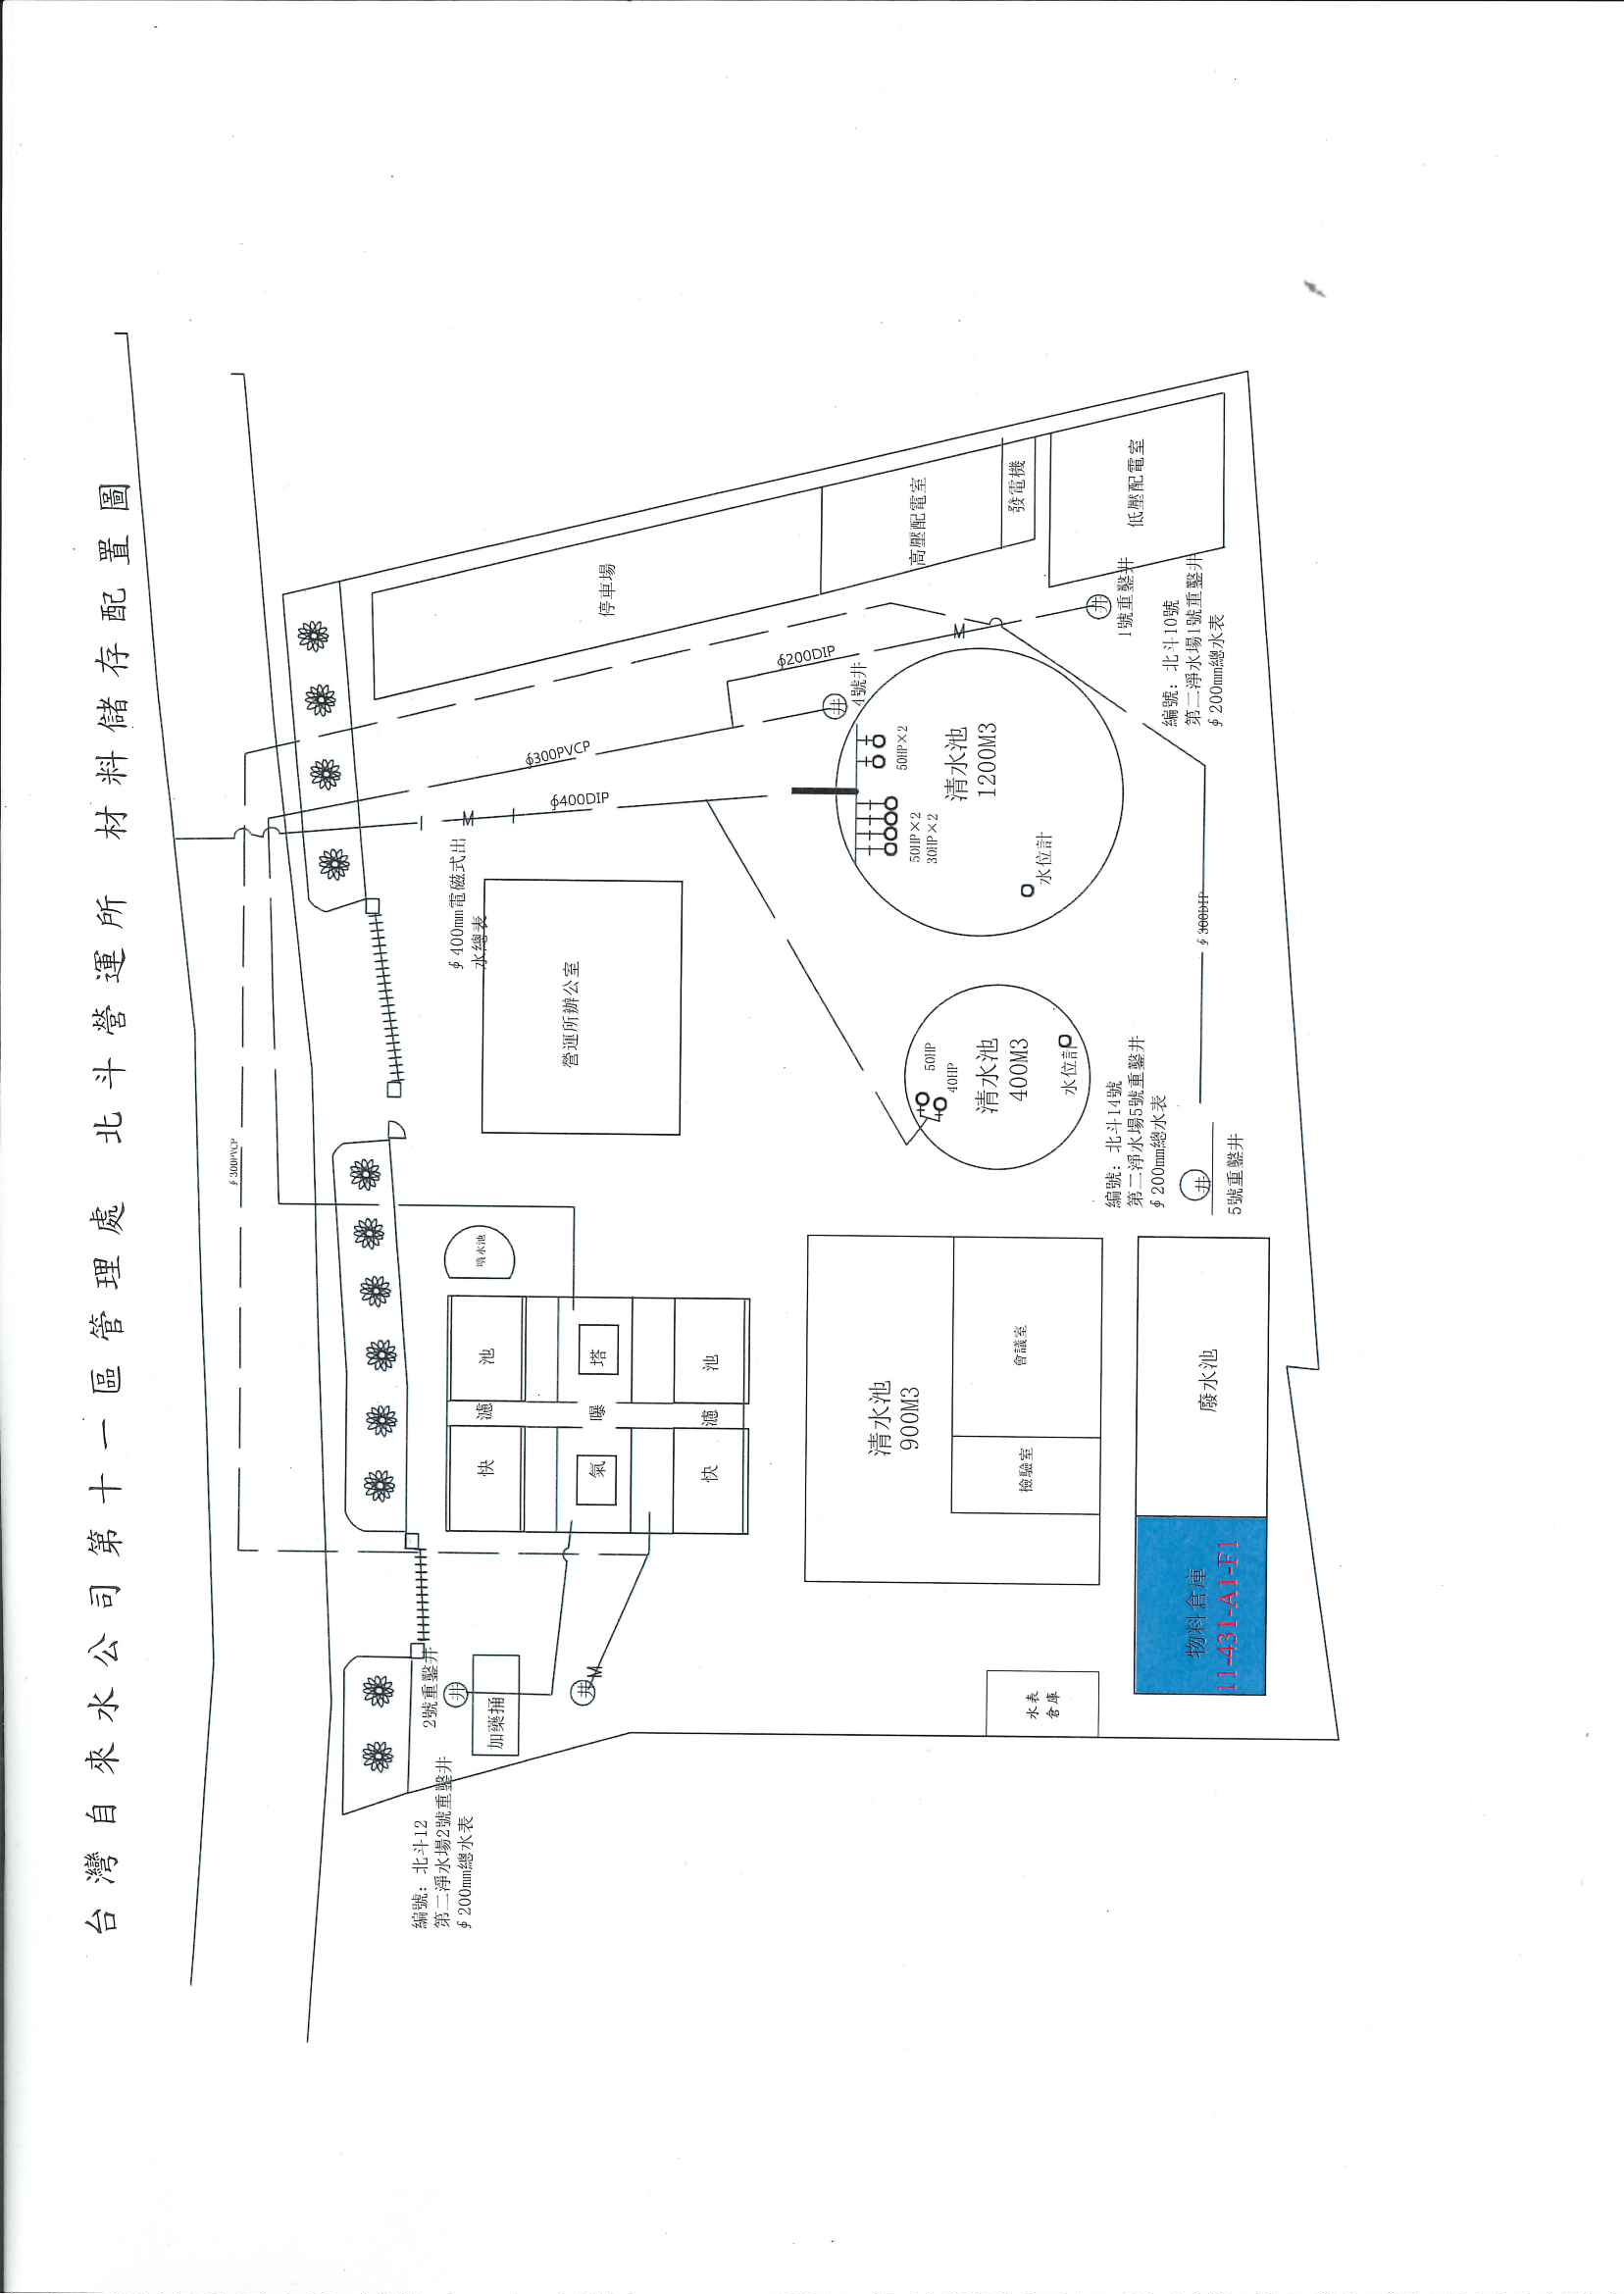 台灣自來水公司第十一區管理處 北斗營運所 材料儲存配置圖
∮300PVCP
編號：北斗12
第二淨水場2號重鑿井
∮200mm總水表
2號重鑿井
井
加藥捅
井
M
快 濾 池
噴水池
氣 曝 塔
快 濾 池
∮400mm電磁式出
水總表
M
營運所辦公室
∮400DIP
∮300PVCP
停車場
∮200DIP
井
4號井
清水池
900M3
檢驗室
會議室
水表
倉庫
50HP
40HP
清水池
400M3
水位計
50HP×2
30HP×2
50HP×2
清水池
1200M3
水位計
M
高壓配電室
發電機
低壓配電室
井
1號重鑿井
編號：北斗10號
第二淨水場1號重鑿井
∮200mm總水表
編號：北斗14號
第二淨水場5號重鑿井
∮200mm總水表
井
5號重鑿井
∮300DIP
物料倉庫
11-431-A1-F1
廢水池